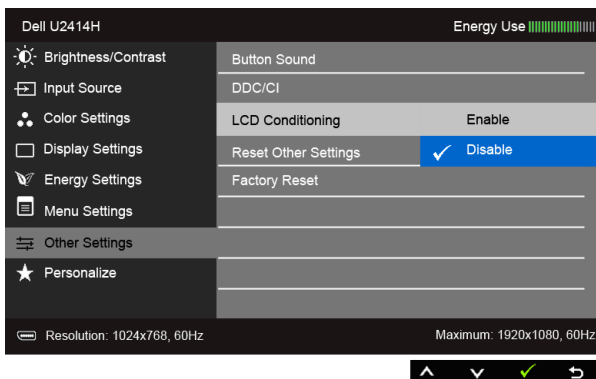 Dell U2414H Energy Use
Brightness/Contrast Button Sound
Input Source DDC/CI
Color Settings LCD Conditioning Enable
Display Settings Reset Other Settings Disable
Energy Settings Factory Reset
Menu Settings
Other Settings
Personalize
Resolution: 1024x768, 60Hz Maximum: 1920x1080, 60Hz